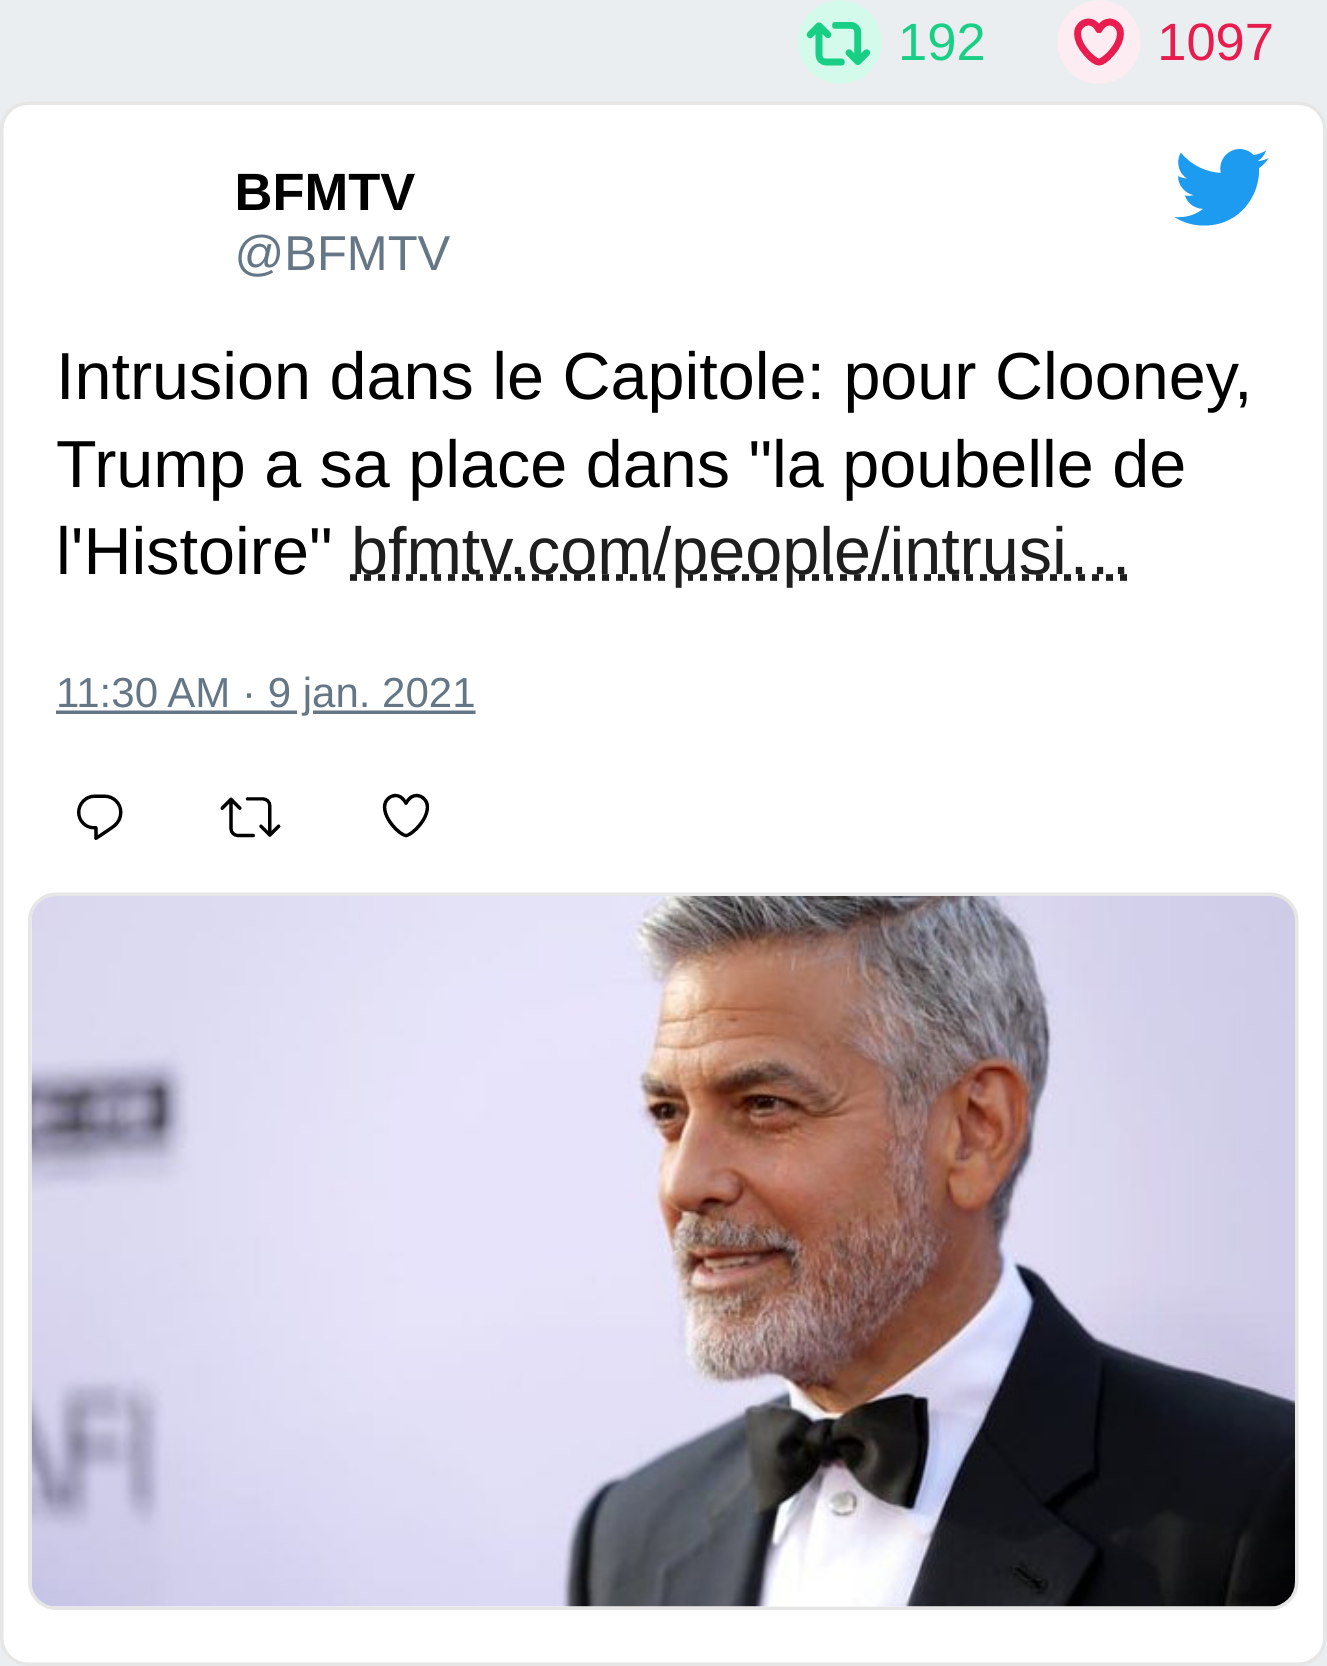 192 1097
BFMTV
@BFMTV
Intrusion dans le Capitole: pour Clooney,
Trump a sa place dans "la poubelle de
l'Histoire" bfmtv.com/people/intrusi...
11:30 AM · 9 jan. 2021
AFI